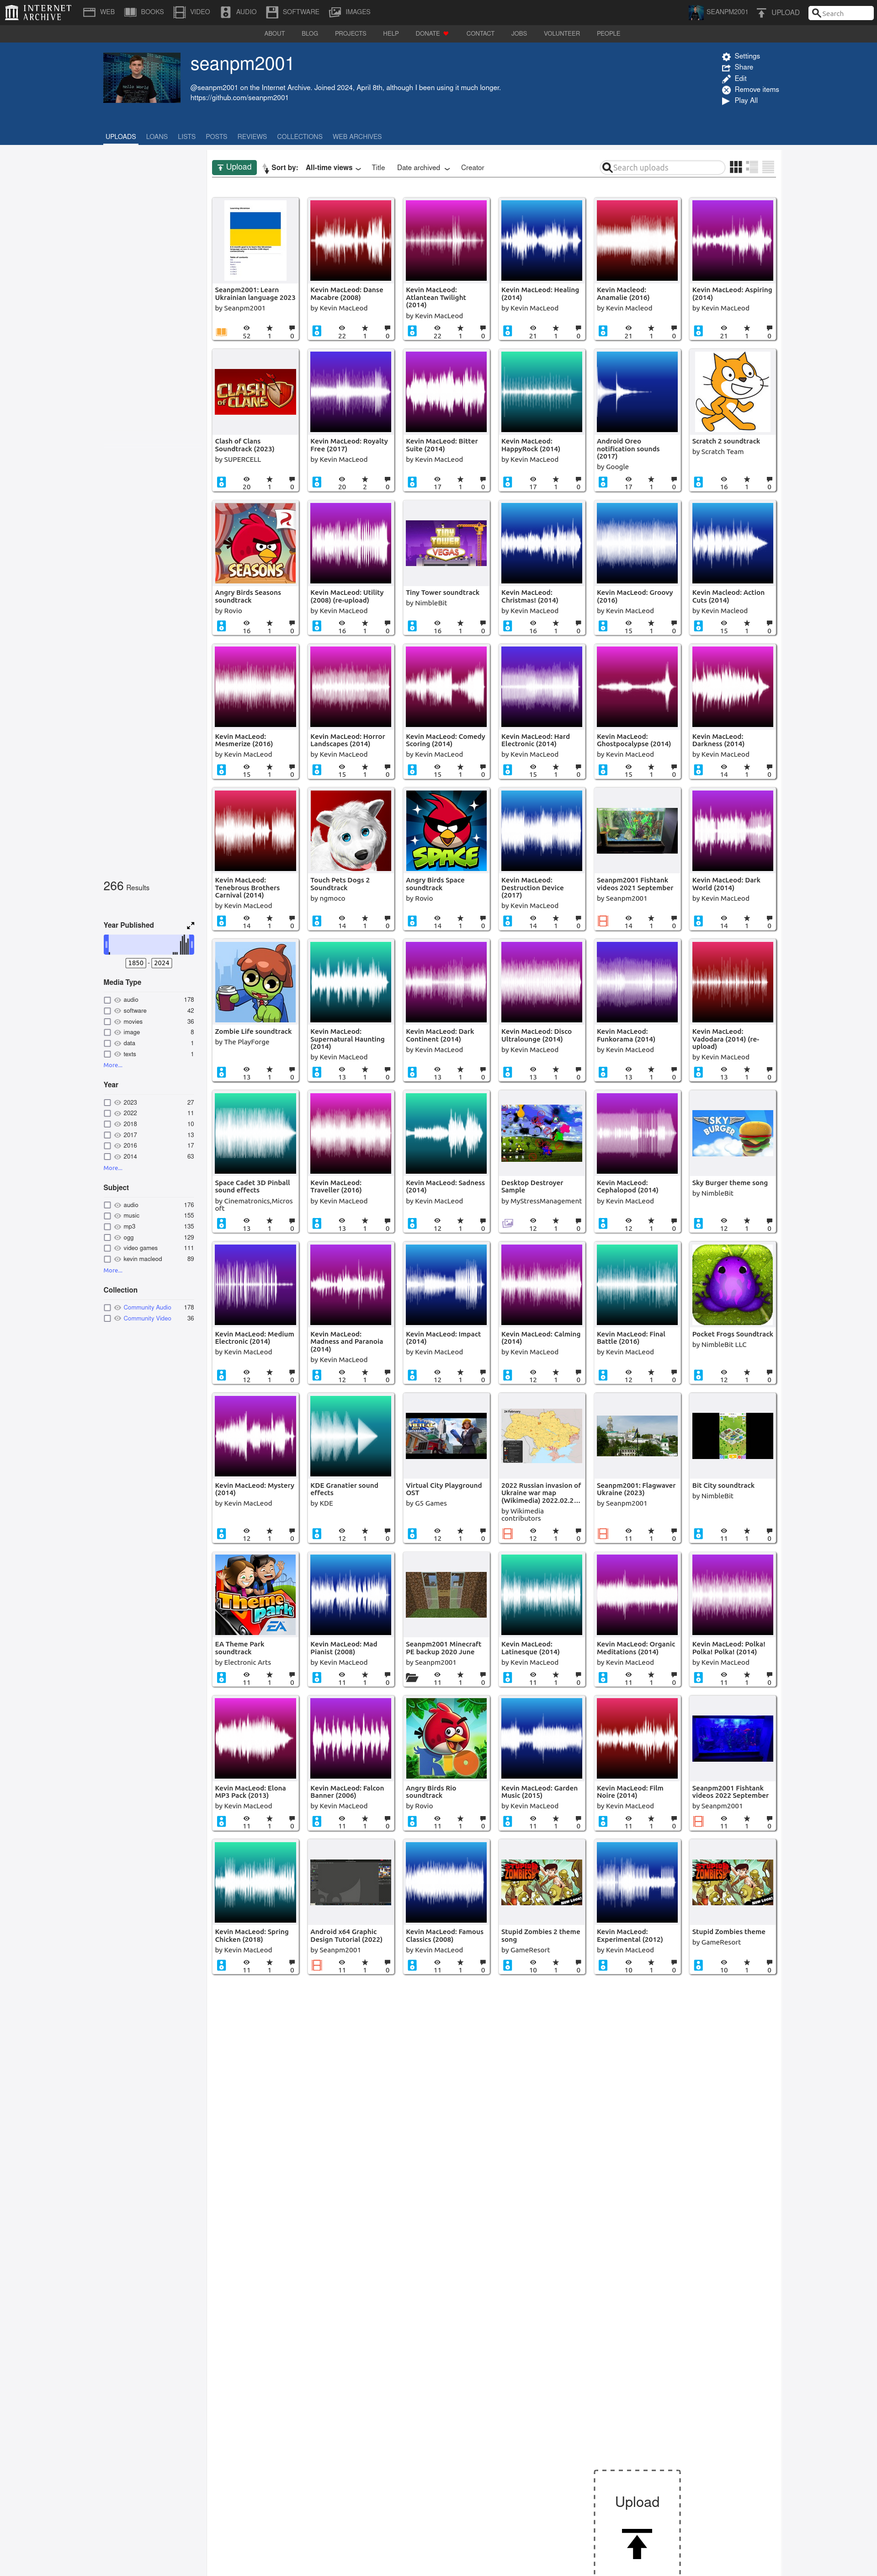 INTERNET ARCHIVE
WEB BOOKS VIDEO AUDIO SOFTWARE IMAGES
SEANPM2001 UPLOAD Search
ABOUT BLOG PROJECTS HELP DONATE CONTACT JOBS VOLUNTEER PEOPLE
seanpm2001
@seanpm2001 on the Internet Archive. Joined 2024, April 8th, although I been using it much longer.
https://github.com/seanpm2001
Settings
Share
Edit
Remove items
Play All
UPLOADS LOANS LISTS POSTS REVIEWS COLLECTIONS WEB ARCHIVES
Upload Sort by: All-time views Title Date archived Creator Search uploads
266 Results
Year Published
1850 - 2024
Media Type
audio 178
software 42
movies 36
image 8
data 1
texts 1
More...
Year
2023 27
2022 11
2018 10
2017 13
2016 17
2014 63
More...
Subject
audio 176
music 155
mp3 135
ogg 129
video games 111
kevin macleod 89
More...
Collection
Community Audio 178
Community Video 36
Seanpm2001: Learn Ukrainian language 2023
by Seanpm2001
52 1 0
Kevin MacLeod: Danse Macabre (2008)
by Kevin MacLeod
22 1 0
Kevin MacLeod: Atlantean Twilight (2014)
by Kevin MacLeod
22 1 0
Kevin MacLeod: Healing (2014)
by Kevin MacLeod
21 1 0
Kevin Macleod: Anamalie (2016)
by Kevin Macleod
21 1 0
Kevin MacLeod: Aspiring (2014)
by Kevin MacLeod
21 1 0
CLASH OF CLANS
Clash of Clans Soundtrack (2023)
by SUPERCELL
20 1 0
Kevin MacLeod: Royalty Free (2017)
by Kevin MacLeod
20 2 0
Kevin MacLeod: Bitter Suite (2014)
by Kevin MacLeod
17 1 0
Kevin MacLeod: HappyRock (2014)
by Kevin MacLeod
17 1 0
Android Oreo notification sounds (2017)
by Google
17 1 0
Scratch 2 soundtrack
by Scratch Team
16 1 0
SEASONS
Angry Birds Seasons soundtrack
by Rovio
16 1 0
Kevin MacLeod: Utility (2008) (re-upload)
by Kevin MacLeod
16 1 0
TINY TOWER VEGAS
Tiny Tower soundtrack
by NimbleBit
16 1 0
Kevin MacLeod: Christmas! (2014)
by Kevin MacLeod
16 1 0
Kevin MacLeod: Groovy (2016)
by Kevin MacLeod
15 1 0
Kevin Macleod: Action Cuts (2014)
by Kevin Macleod
15 1 0
Kevin MacLeod: Mesmerize (2016)
by Kevin MacLeod
15 1 0
Kevin MacLeod: Horror Landscapes (2014)
by Kevin MacLeod
15 1 0
Kevin MacLeod: Comedy Scoring (2014)
by Kevin MacLeod
15 1 0
Kevin MacLeod: Hard Electronic (2014)
by Kevin MacLeod
15 1 0
Kevin MacLeod: Ghostpocalypse (2014)
by Kevin MacLeod
15 1 0
Kevin MacLeod: Darkness (2014)
by Kevin MacLeod
14 1 0
Kevin MacLeod: Tenebrous Brothers Carnival (2014)
by Kevin MacLeod
14 1 0
Touch Pets Dogs 2 Soundtrack
by ngmoco
14 1 0
SPACE
Angry Birds Space soundtrack
by Rovio
14 1 0
Kevin MacLeod: Destruction Device (2017)
by Kevin MacLeod
14 1 0
Seanpm2001 Fishtank videos 2021 September
by Seanpm2001
14 1 0
Kevin MacLeod: Dark World (2014)
by Kevin MacLeod
14 1 0
Zombie Life soundtrack
by The PlayForge
13 1 0
Kevin MacLeod: Supernatural Haunting (2014)
by Kevin MacLeod
13 1 0
Kevin MacLeod: Dark Continent (2014)
by Kevin MacLeod
13 1 0
Kevin MacLeod: Disco Ultralounge (2014)
by Kevin MacLeod
13 1 0
Kevin MacLeod: Funkorama (2014)
by Kevin MacLeod
13 1 0
Kevin MacLeod: Vadodara (2014) (re-upload)
by Kevin MacLeod
13 1 0
Space Cadet 3D Pinball sound effects
by Cinematronics,Microsoft
13 1 0
Kevin MacLeod: Traveller (2016)
by Kevin MacLeod
13 1 0
Kevin MacLeod: Sadness (2014)
by Kevin MacLeod
12 1 0
Desktop Destroyer Sample
by MyStressManagement
12 1 0
Kevin MacLeod: Cephalopod (2014)
by Kevin MacLeod
12 1 0
SKY BURGER
Sky Burger theme song
by NimbleBit
12 1 0
Kevin MacLeod: Medium Electronic (2014)
by Kevin MacLeod
12 1 0
Kevin MacLeod: Madness and Paranoia (2014)
by Kevin MacLeod
12 1 0
Kevin MacLeod: Impact (2014)
by Kevin MacLeod
12 1 0
Kevin MacLeod: Calming (2014)
by Kevin MacLeod
12 1 0
Kevin MacLeod: Final Battle (2016)
by Kevin MacLeod
12 1 0
Pocket Frogs Soundtrack
by NimbleBit LLC
12 1 0
Kevin MacLeod: Mystery (2014)
by Kevin MacLeod
12 1 0
KDE Granatier sound effects
by KDE
12 1 0
Virtual City Playground OST
by G5 Games
12 1 0
2022 Russian invasion of Ukraine war map (Wikimedia) 2022.02.2...
by Wikimedia contributors
12 1 0
Seanpm2001: Flagwaver Ukraine (2023)
by Seanpm2001
11 1 0
Bit City soundtrack
by NimbleBit
11 1 0
Theme Park EA
EA Theme Park soundtrack
by Electronic Arts
11 1 0
Kevin MacLeod: Mad Pianist (2008)
by Kevin MacLeod
11 1 0
Seanpm2001 Minecraft PE backup 2020 June
by Seanpm2001
11 1 0
Kevin MacLeod: Latinesque (2014)
by Kevin MacLeod
11 1 0
Kevin MacLeod: Organic Meditations (2014)
by Kevin MacLeod
11 1 0
Kevin MacLeod: Polka! Polka! Polka! (2014)
by Kevin MacLeod
11 1 0
Kevin MacLeod: Elona MP3 Pack (2013)
by Kevin MacLeod
11 1 0
Kevin MacLeod: Falcon Banner (2006)
by Kevin MacLeod
11 1 0
RIO
Angry Birds Rio soundtrack
by Rovio
11 1 0
Kevin MacLeod: Garden Music (2015)
by Kevin MacLeod
11 1 0
Kevin MacLeod: Film Noire (2014)
by Kevin MacLeod
11 1 0
Seanpm2001 Fishtank videos 2022 September
by Seanpm2001
11 1 0
Kevin MacLeod: Spring Chicken (2018)
by Kevin MacLeod
11 1 0
Android x64 Graphic Design Tutorial (2022)
by Seanpm2001
11 1 0
Kevin MacLeod: Famous Classics (2008)
by Kevin MacLeod
11 1 0
Stupid Zombies 2 theme song
by GameResort
10 1 0
Kevin MacLeod: Experimental (2012)
by Kevin MacLeod
10 1 0
Stupid Zombies theme
by GameResort
10 1 0
Upload